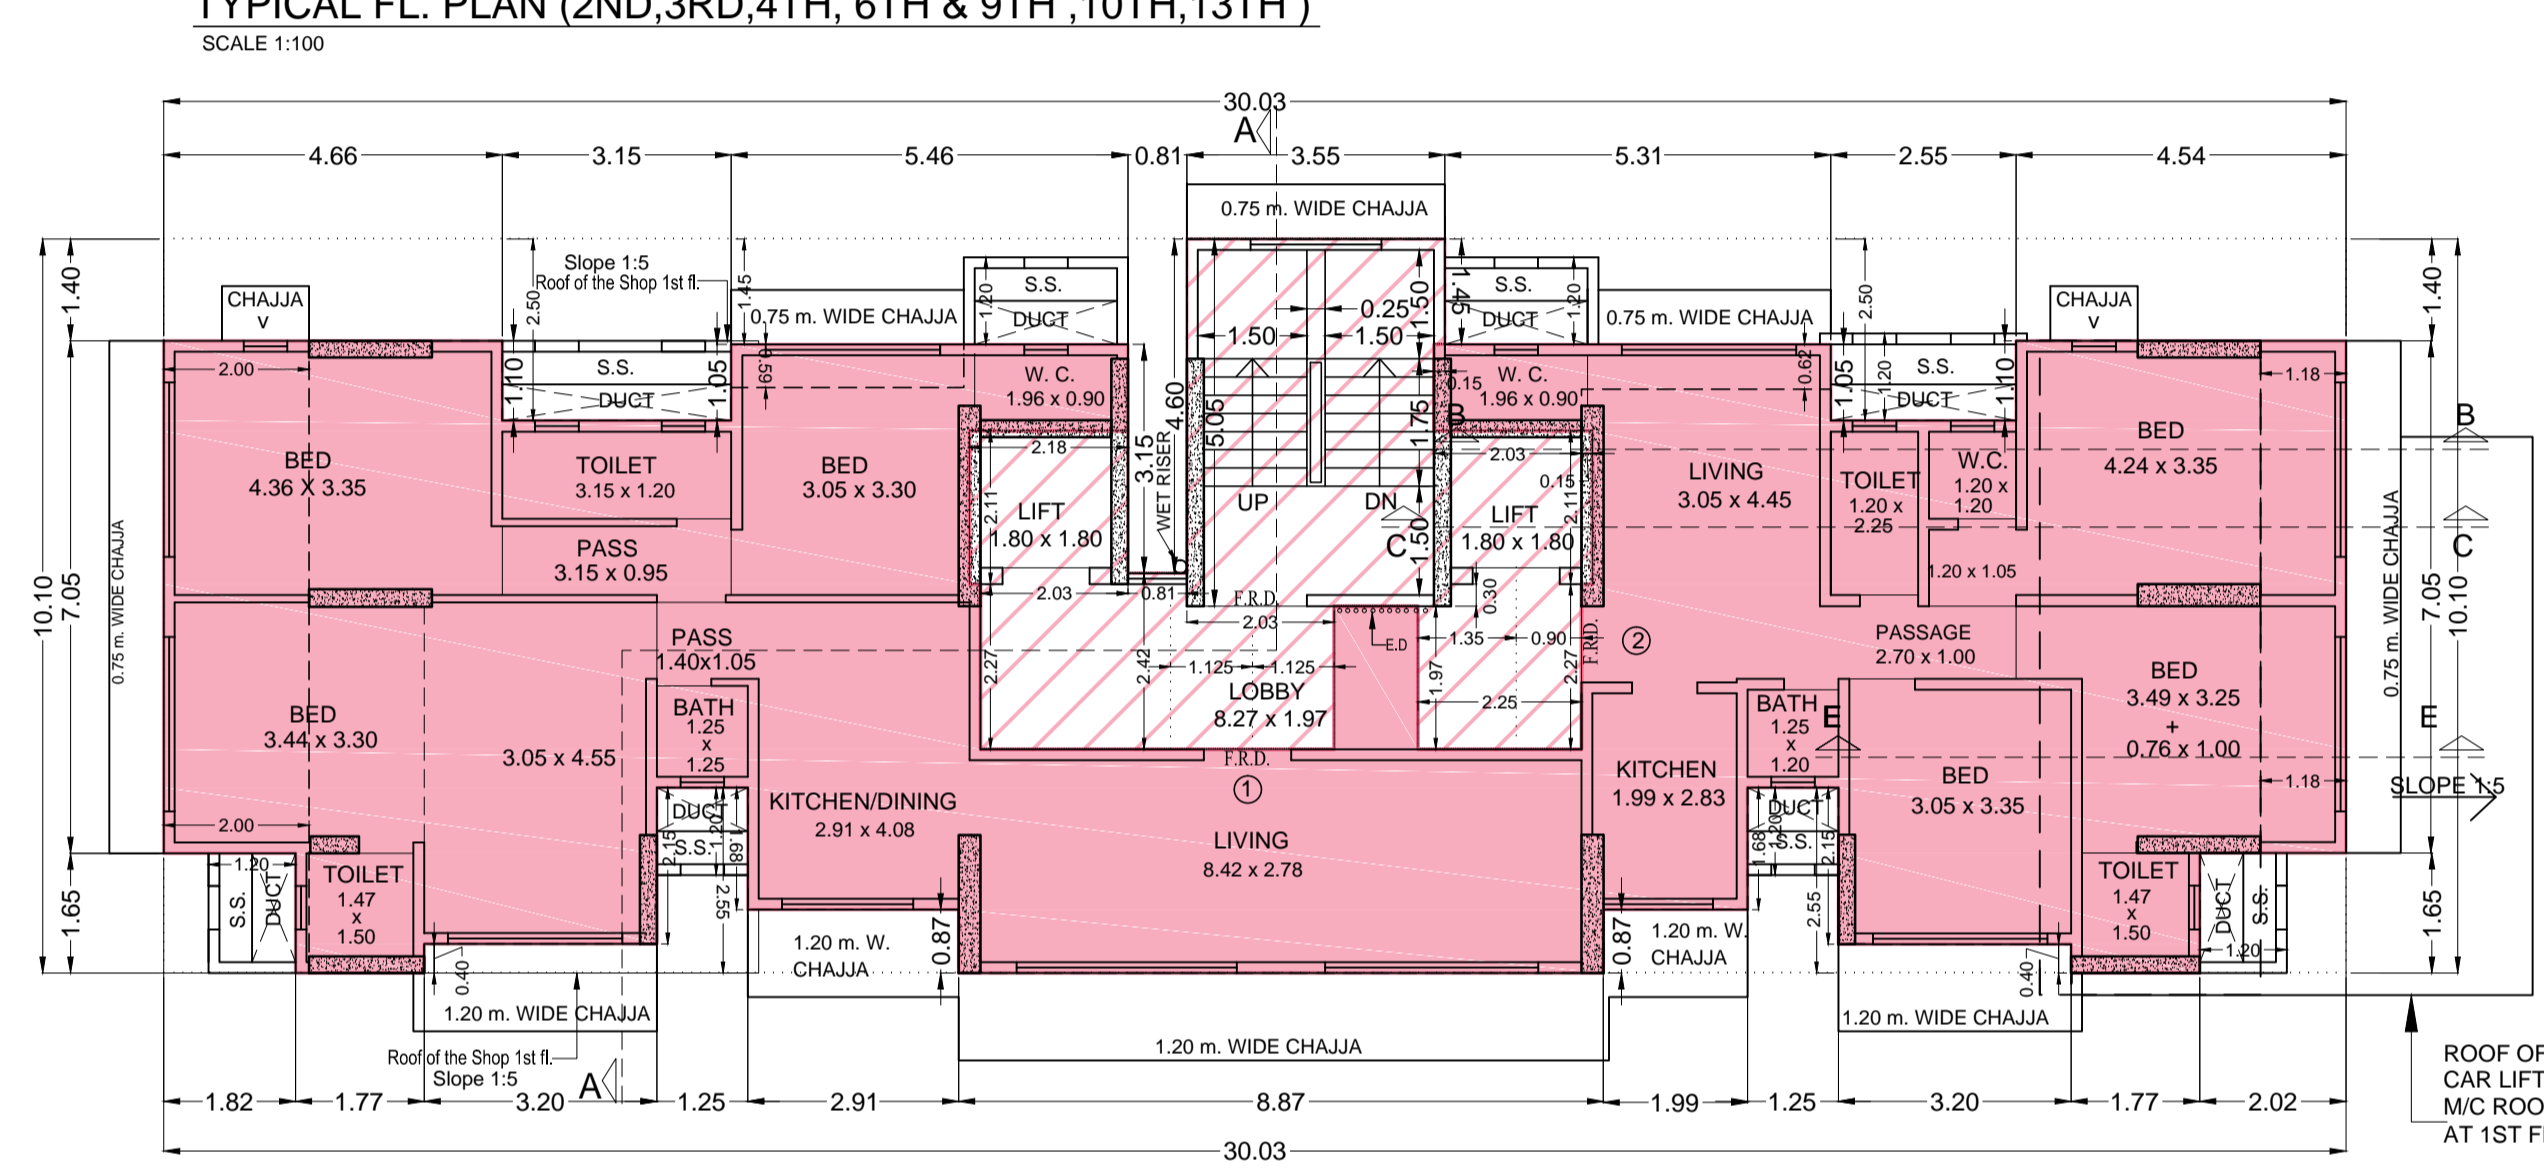 TYPICAL FL. PLAN (2ND,3RD,4TH, 6TH & 9TH ,10TH,13TH )
SCALE 1:100
30.03
A
4.66 3.15 5.46 0.81 3.55 5.31 2.55 4.54
0.75 m. WIDE CHAJJA
1.40
Slope 1:5
Roof of the Shop 1st fl.
2.50
1.45
CHAJJA
v
0.75 m. WIDE CHAJJA
1.20
S.S.
DUCT
4.60
1.50 0.25 1.50
1.50
1.45
S.S.
DUCT
1.20
0.75 m. WIDE CHAJJA
2.50
CHAJJA
v
1.40
2.00
1.10
S.S.
DUCT
1.05
0.59
W. C.
1.96 x 0.90
5.05
1.75
0.15
W. C.
1.96 x 0.90
0.62
1.05
1.20
S.S.
DUCT
1.10
1.18
B
B
BED
4.36 X 3.35
TOILET
3.15 x 1.20
BED
3.05 x 3.30
2.18
2.11
LIFT
1.80 x 1.80
3.15
WET RISER
UP
DN
C
1.50
2.03
0.15
2.11
LIFT
1.80 x 1.80
LIVING
3.05 x 4.45
TOILET
1.20 x
2.25
W.C.
1.20 x
1.20
BED
4.24 x 3.35
C
PASS
3.15 x 0.95
1.20 x 1.05
0.75 m. WIDE CHAJJA
10.10
7.05
2.03
0.81
F.R.D.
2.03
0.30
E.D
1.35
0.90
F.R.D.
2
PASSAGE
2.70 x 1.00
0.75 m. WIDE CHAJJA
7.05
10.10
PASS
1.40x1.05
2.27
2.42
1.125 1.125
LOBBY
8.27 x 1.97
1.97
2.25
2.27
BED
3.44 x 3.30
3.05 x 4.55
BATH
1.25
x
1.25
F.R.D.
1
KITCHEN
1.99 x 2.83
BATH
1.25
x
1.20
E
BED
3.05 x 3.35
BED
3.49 x 3.25
+
0.76 x 1.00
1.18
E
SLOPE 1:5
2.00
DUCT
S.S.
2.15
1.20
1.68
2.55
KITCHEN/DINING
2.91 x 4.08
LIVING
8.42 x 2.78
DUCT
S.S.
1.68
1.20
2.15
2.55
1.65
1.20
S.S.
DUCT
TOILET
1.47
x
1.50
0.40
1.20 m. W.
CHAJJA
0.87
0.87
1.20 m. W.
CHAJJA
0.40
TOILET
1.47
x
1.50
DUCT
S.S.
1.20
1.65
1.20 m. WIDE CHAJJA
1.20 m. WIDE CHAJJA
1.20 m. WIDE CHAJJA
Roof of the Shop 1st fl.
Slope 1:5
A
ROOF OF
CAR LIFT
M/C ROO
AT 1ST F
1.82 1.77 3.20 1.25 2.91 8.87 1.99 1.25 3.20 1.77 2.02
30.03